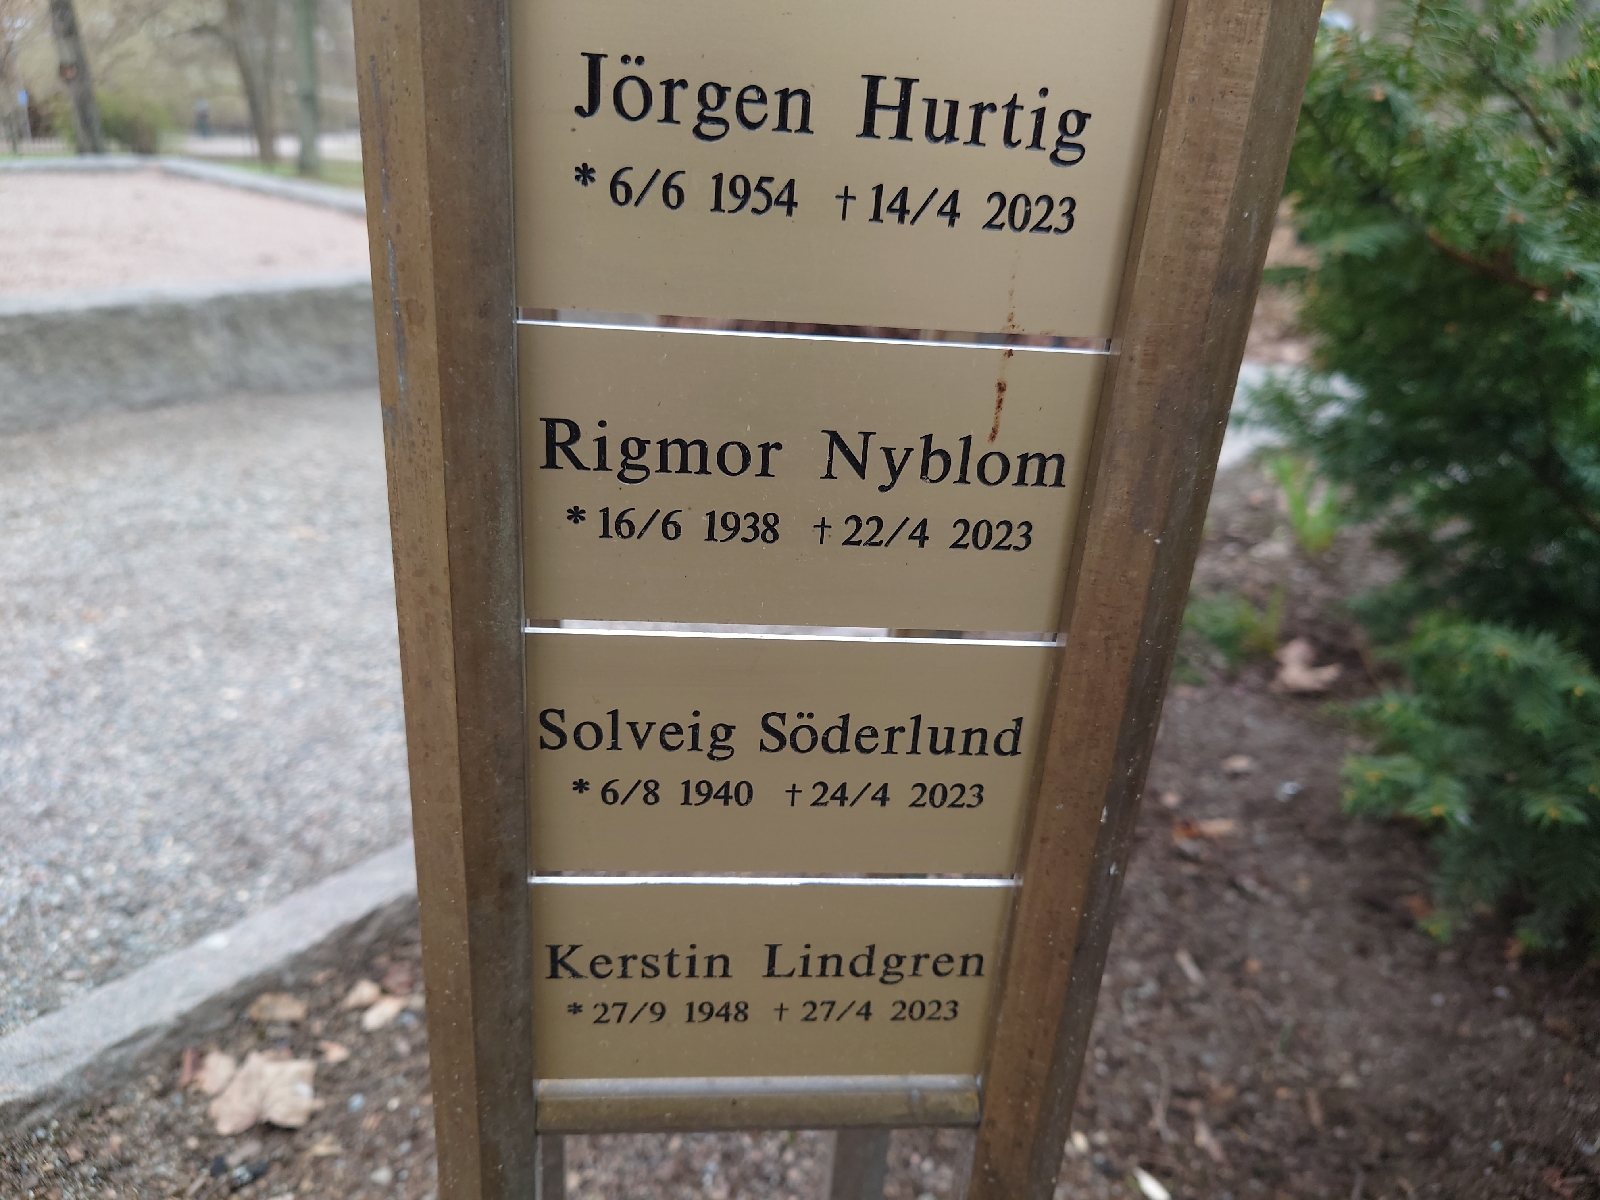 Jörgen Hurtig
* 6/6 1954 †14/4 2023
Rigmor Nyblom
* 16/6 1938 †22/4 2023
Solveig Söderlund
* 6/8 1940 †24/4 2023
Kerstin Lindgren
* 27/9 1948 †27/4 2023